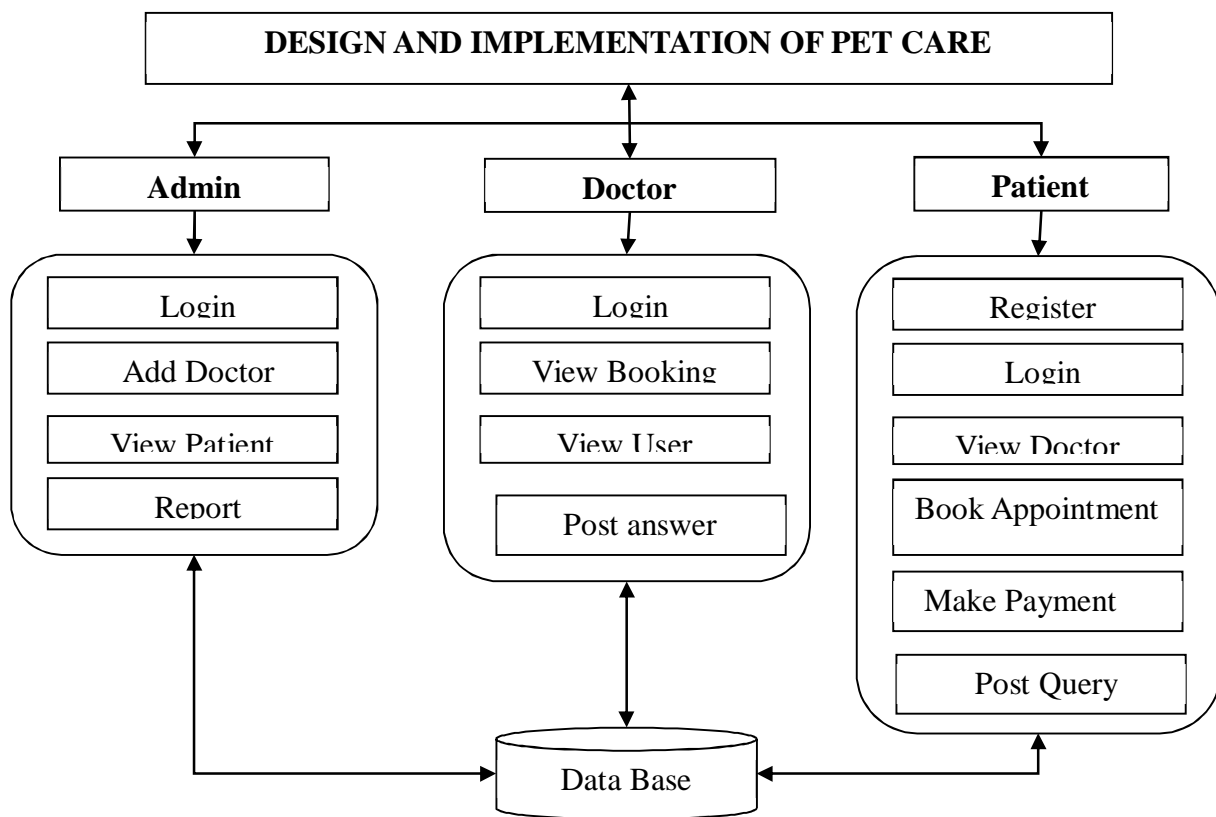 DESIGN AND IMPLEMENTATION OF PET CARE
Admin
Doctor
Patient
Login
Add Doctor
View Patient
Report
Login
View Booking
View User
Post answer
Register
Login
View Doctor
Book Appointment
Make Payment
Post Query
Data Base